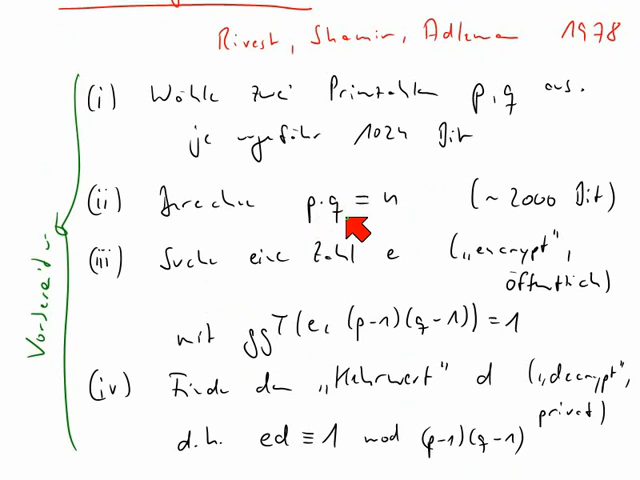 Rivest, Shamir, Adleman 1978
(i) Wähle zwei Primzahlen p, q aus.
je ungefähr 1024 Bit
(ii) Berechne p·q = n (~ 2000 Bit)
(iii) Suche eine Zahl e („encrypt",
öffentlich)
mit ggT(e, (p-1)(q-1)) = 1
(iv) Finde den „Kehrwert" d („decrypt",
privat)
d.h. ed ≡ 1 mod (p-1)(q-1)